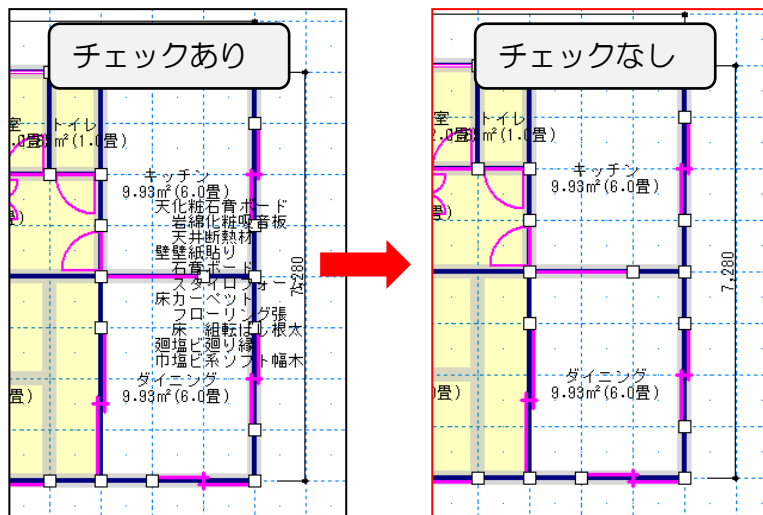 チェックあり
室
トイレ
.0畳)
㎡(1.0畳)
キッチン
9.93㎡(6.0畳)
天化粧石膏ボード
岩綿化粧吸音板
天井断熱材
壁壁紙貼り
石膏ボード
スタイロフォーム
床カーペット
フローリング張
床 組転ばし根太
廻塩ビ廻り縁
巾塩ビ系ソフト幅木
ダイニング
9.93㎡(6.0畳)
畳)
7,280
チェックなし
室
トイレ
2.0畳)
㎡(1.0畳)
キッチン
9.93㎡(6.0畳)
畳)
ダイニング
9.93㎡(6.0畳)
畳)
7,280